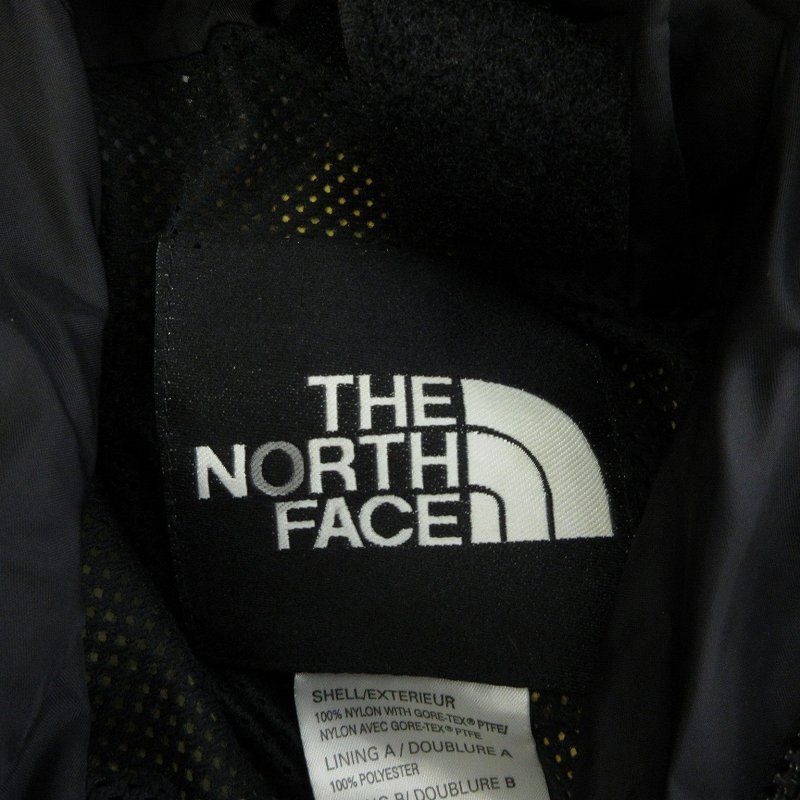 THE
NORTH
FACE
SHELL/EXTERIEUR
100% NYLON WITH GORE-TEX® PTFE/
NYLON AVEC GORE-TEX® PTFE
LINING A / DOUBLURE A
100% POLYESTER
B/ DOUBLURE B